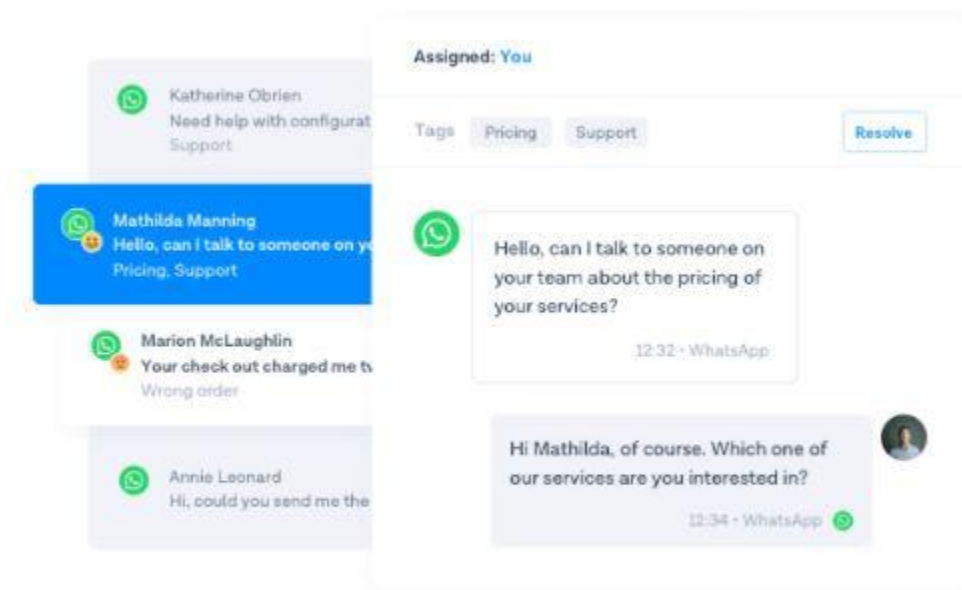 Katherine Obrien
Need help with configurat
Support
Mathilda Manning
Hello, can I talk to someone on yo
Pricing, Support
Marion McLaughlin
Your check out charged me tw
Wrong order
Annie Leonard
Hi, could you send me the
Assigned: You
Tags Pricing Support Resolve
Hello, can I talk to someone on
your team about the pricing of
your services?
12:32 • WhatsApp
Hi Mathilda, of course. Which one of
our services are you interested in?
12:34 • WhatsApp